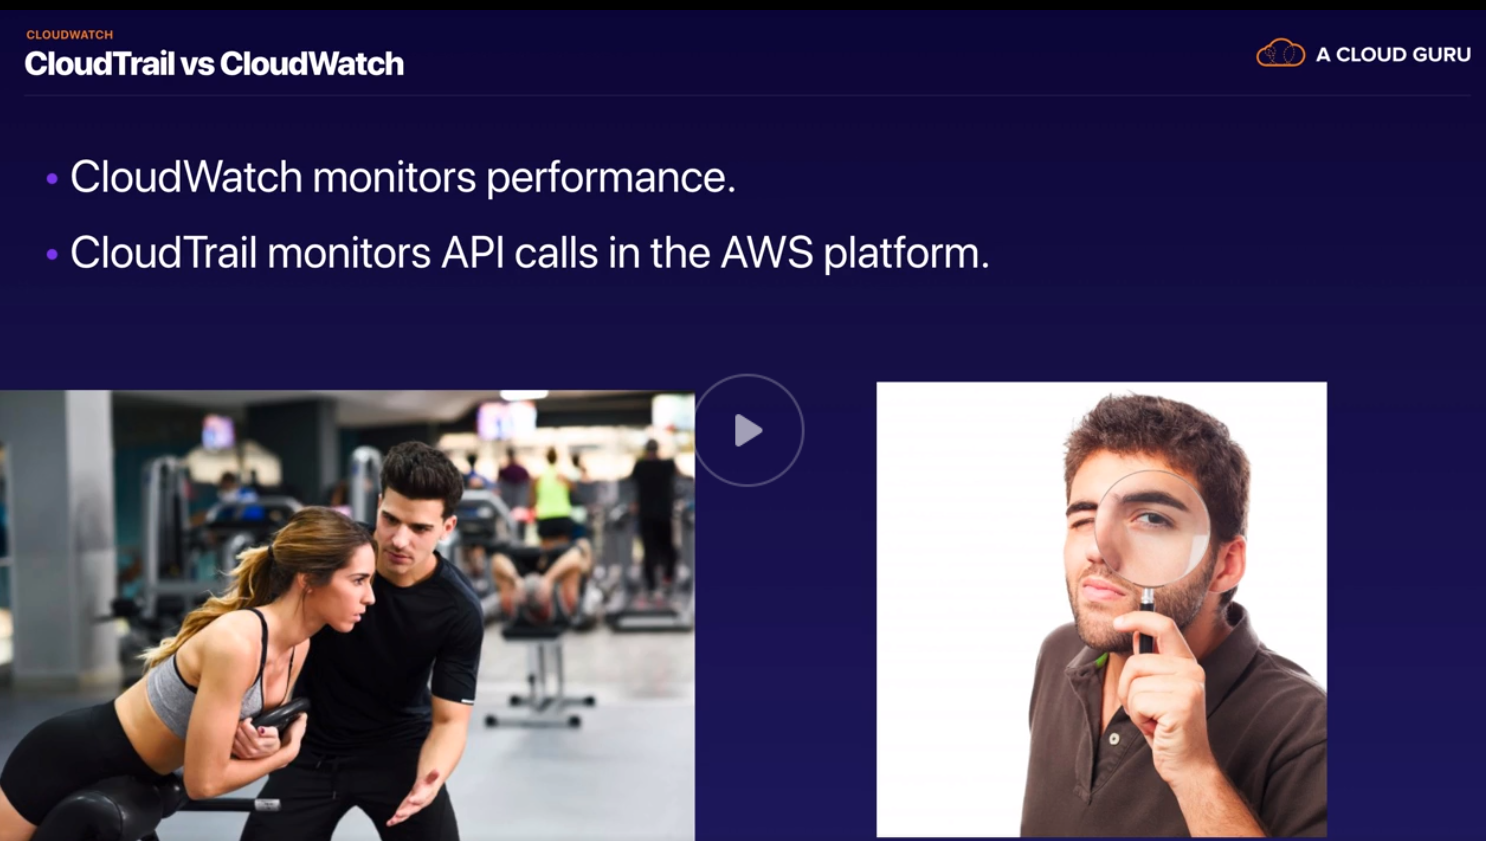 CLOUDWATCH
CloudTrail vs CloudWatch
A CLOUD GURU
• CloudWatch monitors performance.
• CloudTrail monitors API calls in the AWS platform.